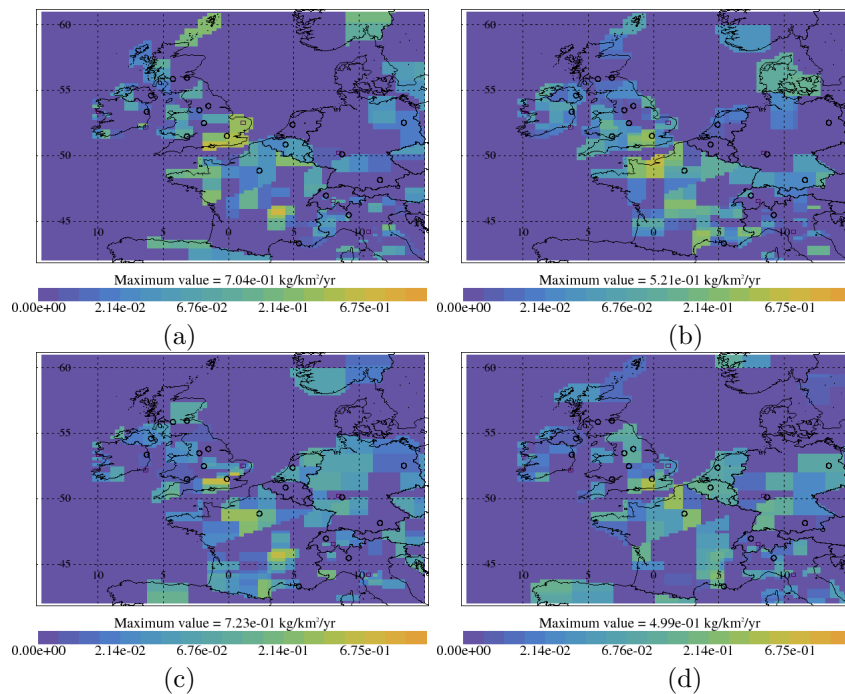 60
55
50
45
10 5 0 5 10
Maximum value = 7.04e-01 kg/km²/yr
0.00e+00 2.14e-02 6.76e-02 2.14e-01 6.75e-01
(a)
60
55
50
45
10 5 0 5 10
Maximum value = 5.21e-01 kg/km²/yr
0.00e+00 2.14e-02 6.76e-02 2.14e-01 6.75e-01
(b)
60
55
50
45
10 5 0 5 10
Maximum value = 7.23e-01 kg/km²/yr
0.00e+00 2.14e-02 6.76e-02 2.14e-01 6.75e-01
(c)
60
55
50
45
10 5 0 5 10
Maximum value = 4.99e-01 kg/km²/yr
0.00e+00 2.14e-02 6.76e-02 2.14e-01 6.75e-01
(d)